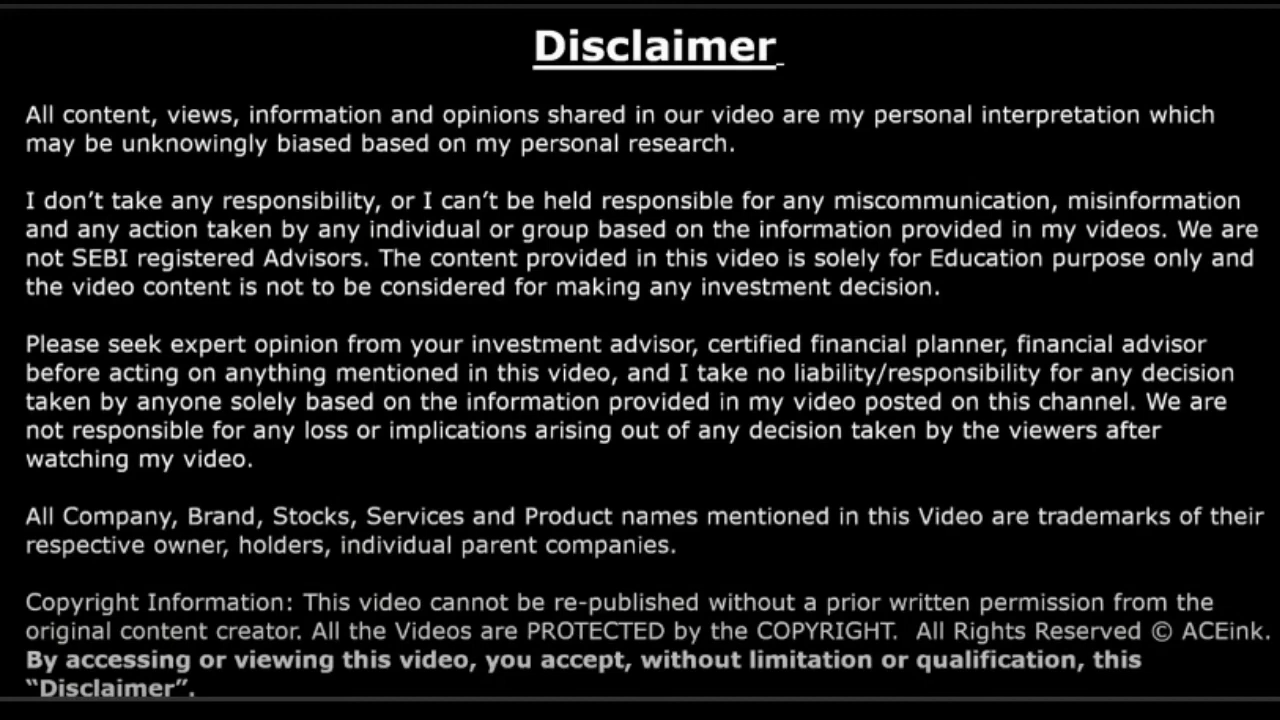 Disclaimer
All content, views, information and opinions shared in our video are my personal interpretation which
may be unknowingly biased based on my personal research.
I don’t take any responsibility, or I can’t be held responsible for any miscommunication, misinformation
and any action taken by any individual or group based on the information provided in my videos. We are
not SEBI registered Advisors. The content provided in this video is solely for Education purpose only and
the video content is not to be considered for making any investment decision.
Please seek expert opinion from your investment advisor, certified financial planner, financial advisor
before acting on anything mentioned in this video, and I take no liability/responsibility for any decision
taken by anyone solely based on the information provided in my video posted on this channel. We are
not responsible for any loss or implications arising out of any decision taken by the viewers after
watching my video.
All Company, Brand, Stocks, Services and Product names mentioned in this Video are trademarks of their
respective owner, holders, individual parent companies.
Copyright Information: This video cannot be re-published without a prior written permission from the
original content creator. All the Videos are PROTECTED by the COPYRIGHT.  All Rights Reserved © ACEink.
By accessing or viewing this video, you accept, without limitation or qualification, this
“Disclaimer”.